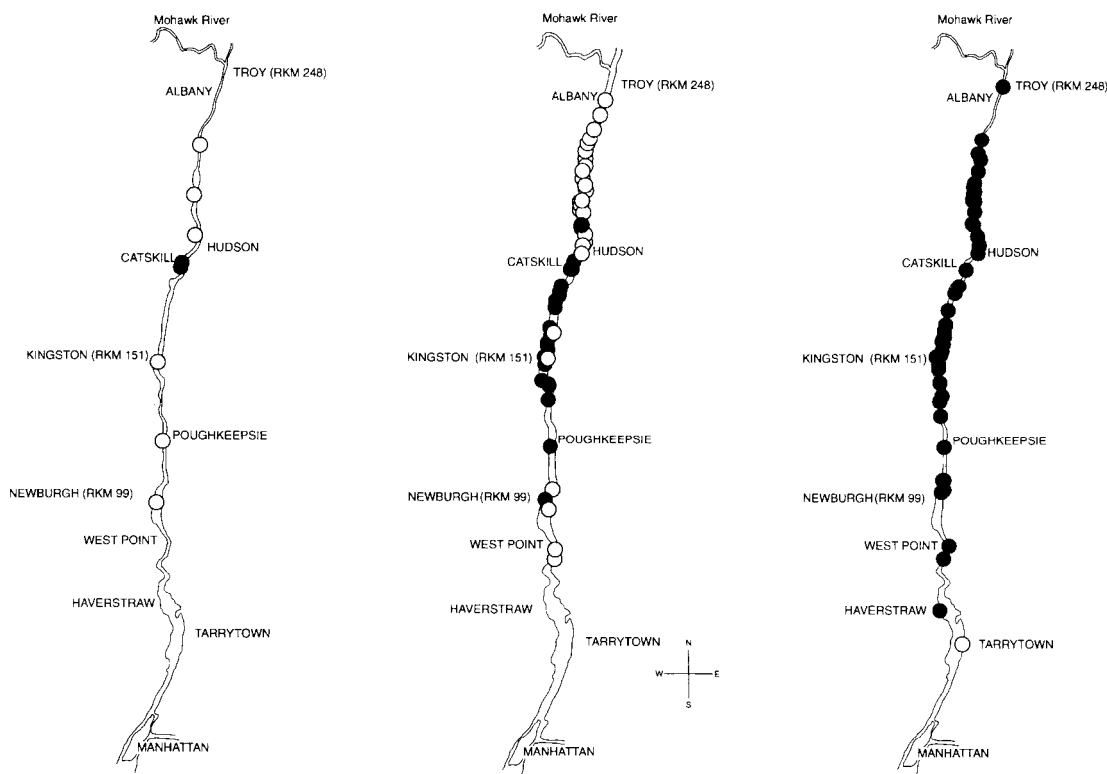 Mohawk River
TROY (RKM 248)
ALBANY
HUDSON
CATSKILL
KINGSTON (RKM 151)
POUGHKEEPSIE
NEWBURGH (RKM 99)
WEST POINT
HAVERSTRAW
TARRYTOWN
MANHATTAN
Mohawk River
TROY (RKM 248)
ALBANY
HUDSON
CATSKILL
KINGSTON (RKM 151)
POUGHKEEPSIE
NEWBURGH (RKM 99)
WEST POINT
HAVERSTRAW
TARRYTOWN
N
W E
S
MANHATTAN
Mohawk River
TROY (RKM 248)
ALBANY
HUDSON
CATSKILL
KINGSTON (RKM 151)
POUGHKEEPSIE
NEWBURGH (RKM 99)
WEST POINT
HAVERSTRAW
TARRYTOWN
MANHATTAN